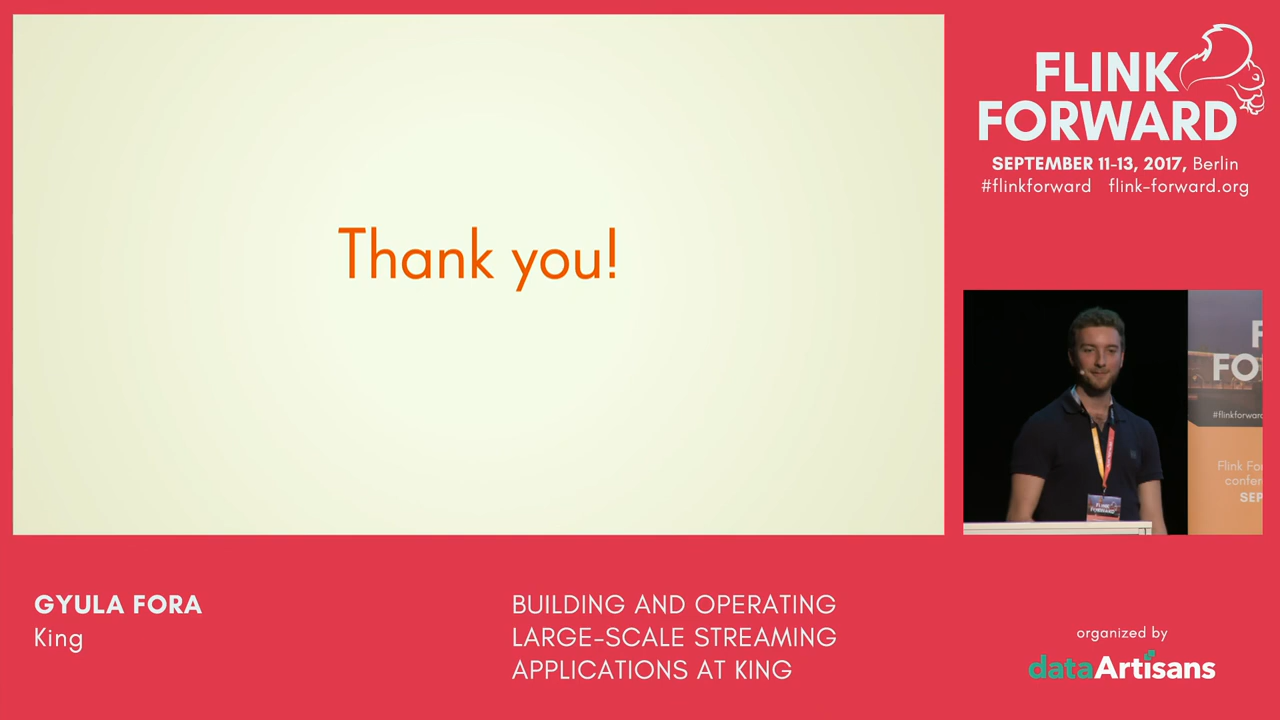 Thank you!
FLINK
FORWARD
SEPTEMBER 11-13, 2017, Berlin
#flinkforward flink-forward.org
GYULA FORA
King
BUILDING AND OPERATING
LARGE-SCALE STREAMING
APPLICATIONS AT KING
organized by
dataArtisans